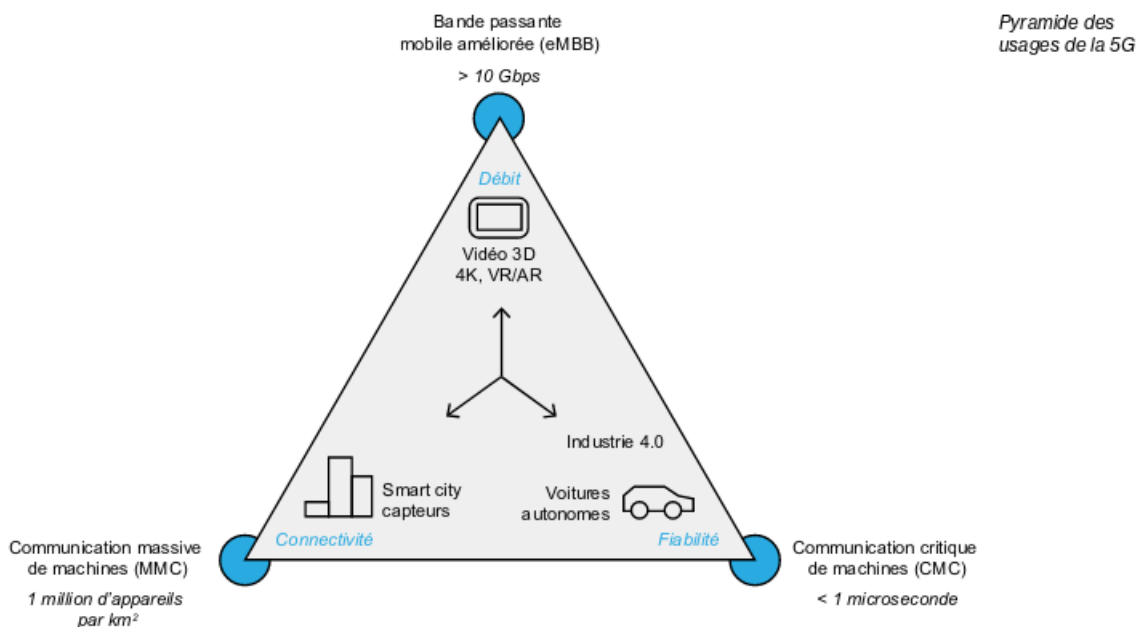 Bande passante
mobile améliorée (eMBB)
> 10 Gbps
Pyramide des
usages de la 5G
Débit
Vidéo 3D
4K, VR/AR
Industrie 4.0
Smart city
capteurs
Voitures
autonomes
Connectivité
Fiabilité
Communication massive
de machines (MMC)
1 million d'appareils
par km²
Communication critique
de machines (CMC)
< 1 microseconde